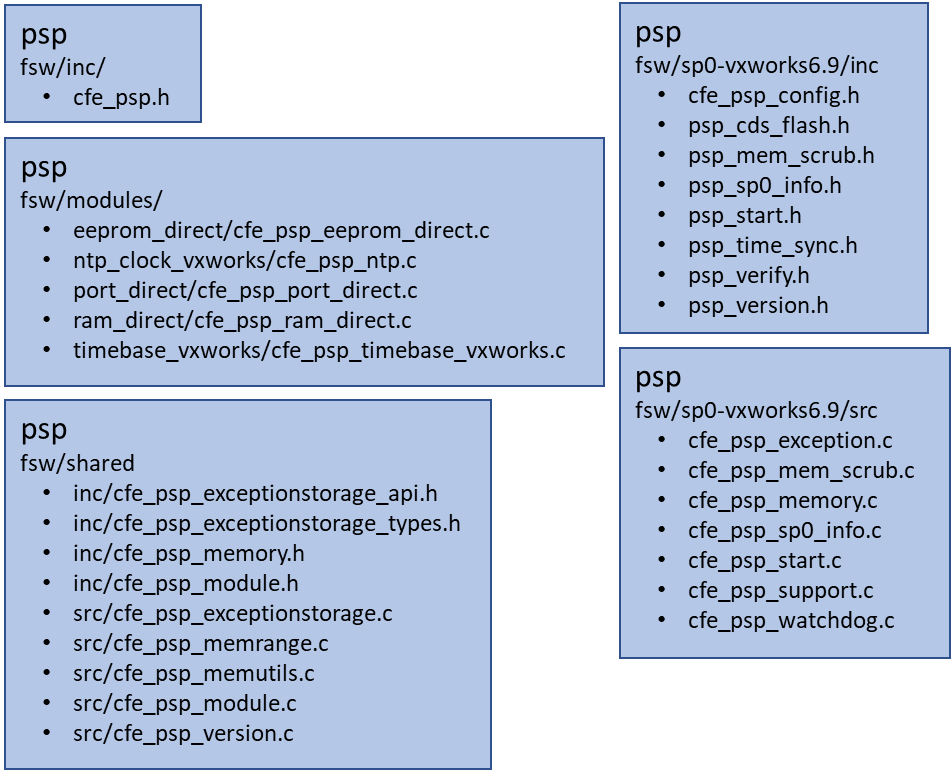 psp
fsw/inc/
• cfe_psp.h
psp
fsw/modules/
• eeprom_direct/cfe_psp_eeprom_direct.c
• ntp_clock_vxworks/cfe_psp_ntp.c
• port_direct/cfe_psp_port_direct.c
• ram_direct/cfe_psp_ram_direct.c
• timebase_vxworks/cfe_psp_timebase_vxworks.c
psp
fsw/shared
• inc/cfe_psp_exceptionstorage_api.h
• inc/cfe_psp_exceptionstorage_types.h
• inc/cfe_psp_memory.h
• inc/cfe_psp_module.h
• src/cfe_psp_exceptionstorage.c
• src/cfe_psp_memrange.c
• src/cfe_psp_memutils.c
• src/cfe_psp_module.c
• src/cfe_psp_version.c
psp
fsw/sp0-vxworks6.9/inc
• cfe_psp_config.h
• psp_cds_flash.h
• psp_mem_scrub.h
• psp_sp0_info.h
• psp_start.h
• psp_time_sync.h
• psp_verify.h
• psp_version.h
psp
fsw/sp0-vxworks6.9/src
• cfe_psp_exception.c
• cfe_psp_mem_scrub.c
• cfe_psp_memory.c
• cfe_psp_sp0_info.c
• cfe_psp_start.c
• cfe_psp_support.c
• cfe_psp_watchdog.c